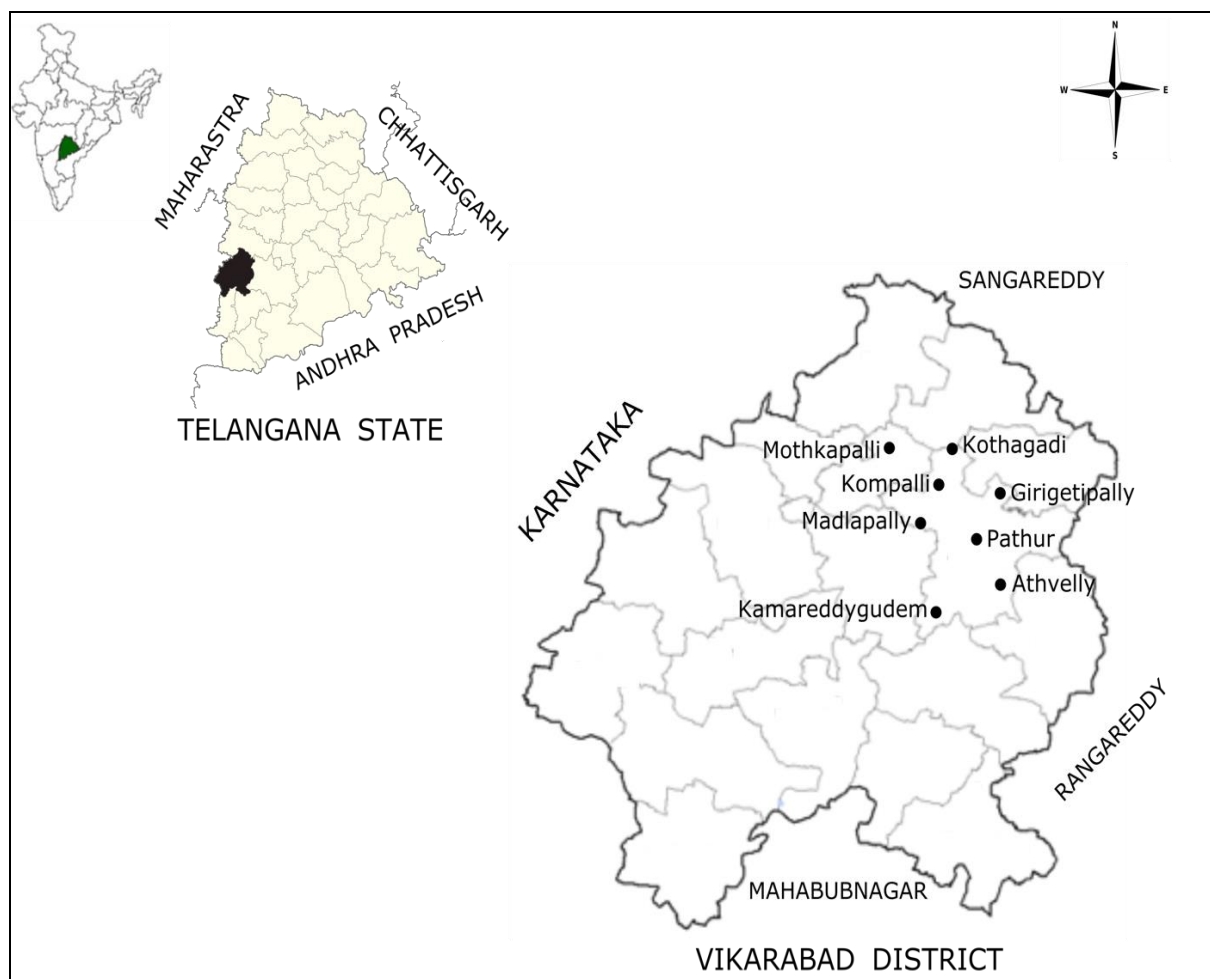 N
W E
S
MAHARASTRA
CHHATTISGARH
ANDHRA PRADESH
TELANGANA STATE
SANGAREDDY
KARNATAKA
Mothkapalli
Kothagadi
Kompalli
Girigetipally
Madlapally
Pathur
Athvelly
Kamareddygudem
RANGAREDDY
MAHABUBNAGAR
VIKARABAD DISTRICT